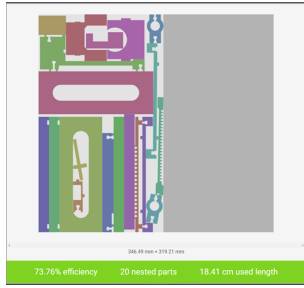 346.49 mm × 319.21 mm
73.76% efficiency 20 nested parts 18.41 cm used length